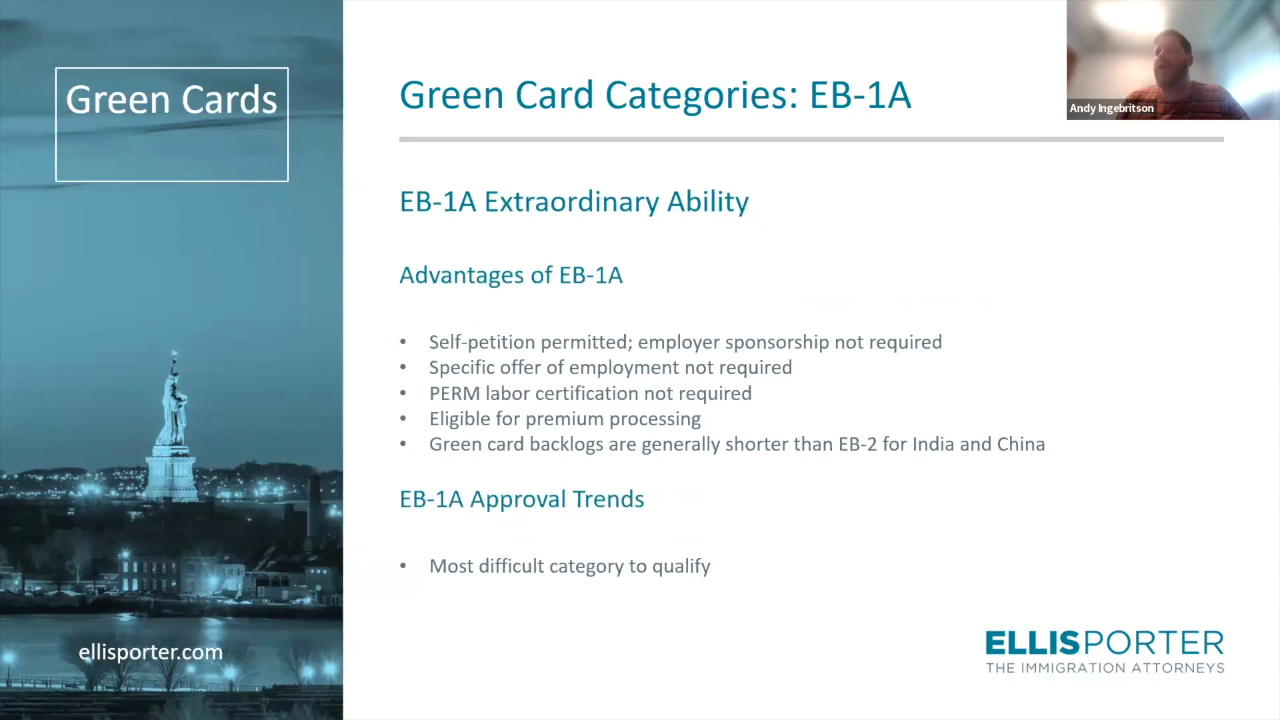 Green Cards
Green Card Categories: EB-1A
Andy Ingebritson
EB-1A Extraordinary Ability
Advantages of EB-1A
• Self-petition permitted; employer sponsorship not required
• Specific offer of employment not required
• PERM labor certification not required
• Eligible for premium processing
• Green card backlogs are generally shorter than EB-2 for India and China
EB-1A Approval Trends
• Most difficult category to qualify
ellisporter.com
ELLISPORTER
THE IMMIGRATION ATTORNEYS